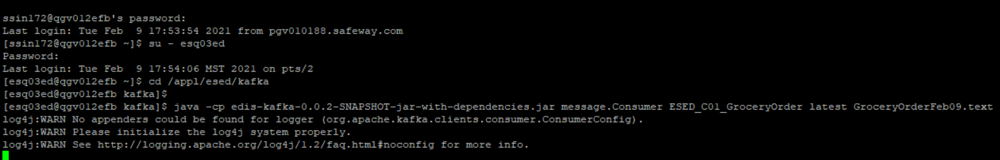 ssin172@qgv012efb's password:
Last login: Tue Feb  9 17:53:54 2021 from pgv010188.safeway.com
[ssin172@qgv012efb ~]$ su - esq03ed
Password:
Last login: Tue Feb  9 17:54:06 MST 2021 on pts/2
[esq03ed@qgv012efb ~]$ cd /appl/esed/kafka
[esq03ed@qgv012efb kafka]$
[esq03ed@qgv012efb kafka]$ java -cp edis-kafka-0.0.2-SNAPSHOT-jar-with-dependencies.jar message.Consumer ESED_C01_GroceryOrder latest GroceryOrderFeb09.text
log4j:WARN No appenders could be found for logger (org.apache.kafka.clients.consumer.ConsumerConfig).
log4j:WARN Please initialize the log4j system properly.
log4j:WARN See http://logging.apache.org/log4j/1.2/faq.html#noconfig for more info.